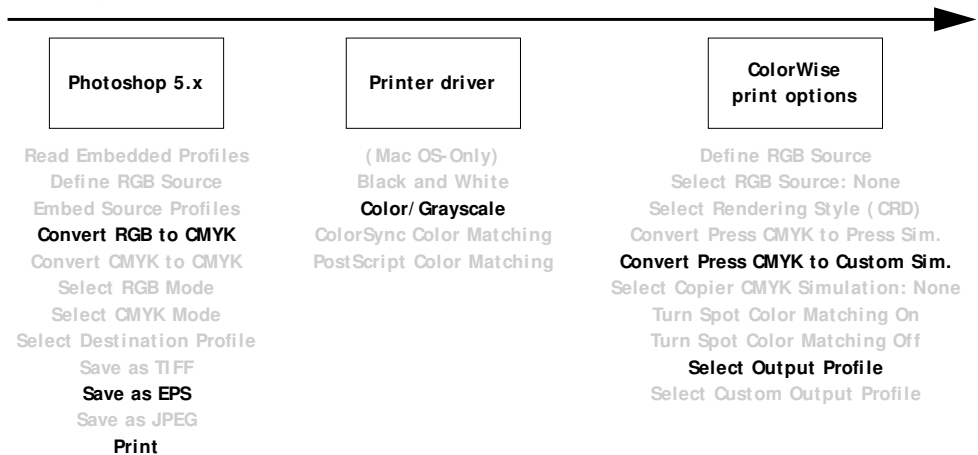 Photoshop 5.x
Read Embedded Profiles
Define RGB Source
Embed Source Profiles
Convert RGB to CMYK
Convert CMYK to CMYK
Select RGB Mode
Select CMYK Mode
Select Destination Profile
Save as TIFF
Save as EPS
Save as JPEG
Print
Printer driver
(Mac OS-Only)
Black and White
Color/Grayscale
ColorSync Color Matching
PostScript Color Matching
ColorWise
print options
Define RGB Source
Select RGB Source: None
Select Rendering Style (CRD)
Convert Press CMYK to Press Sim.
Convert Press CMYK to Custom Sim.
Select Copier CMYK Simulation: None
Turn Spot Color Matching On
Turn Spot Color Matching Off
Select Output Profile
Select Custom Output Profile